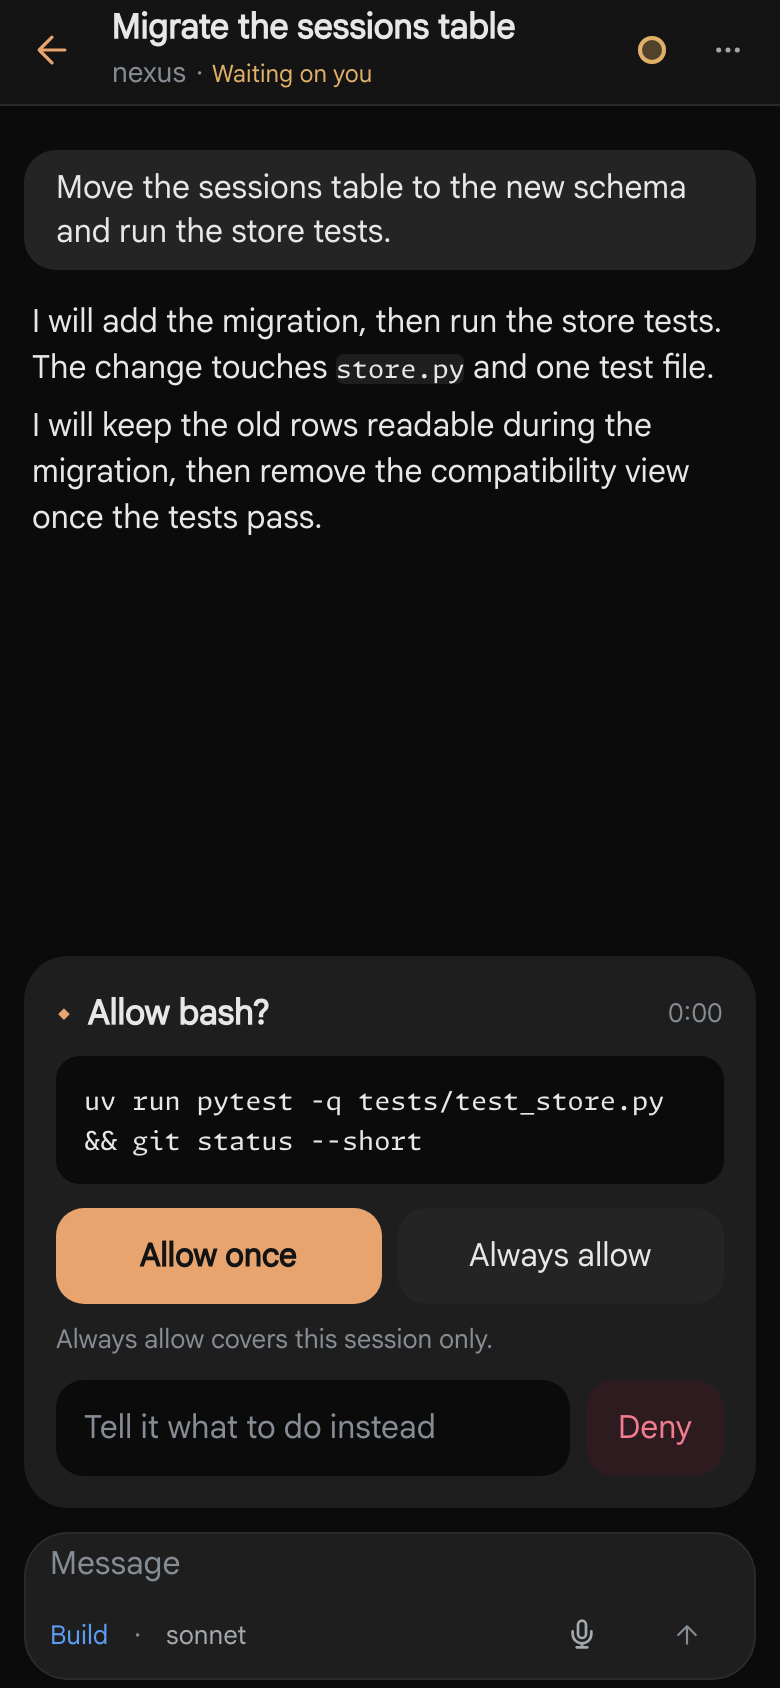 Migrate the sessions table
nexus · Waiting on you
Move the sessions table to the new schema
and run the store tests.
I will add the migration, then run the store tests.
The change touches store.py and one test file.
I will keep the old rows readable during the
migration, then remove the compatibility view
once the tests pass.
Allow bash?
0:00
uv run pytest -q tests/test_store.py
&& git status --short
Allow once
Always allow
Always allow covers this session only.
Tell it what to do instead
Deny
Message
Build · sonnet